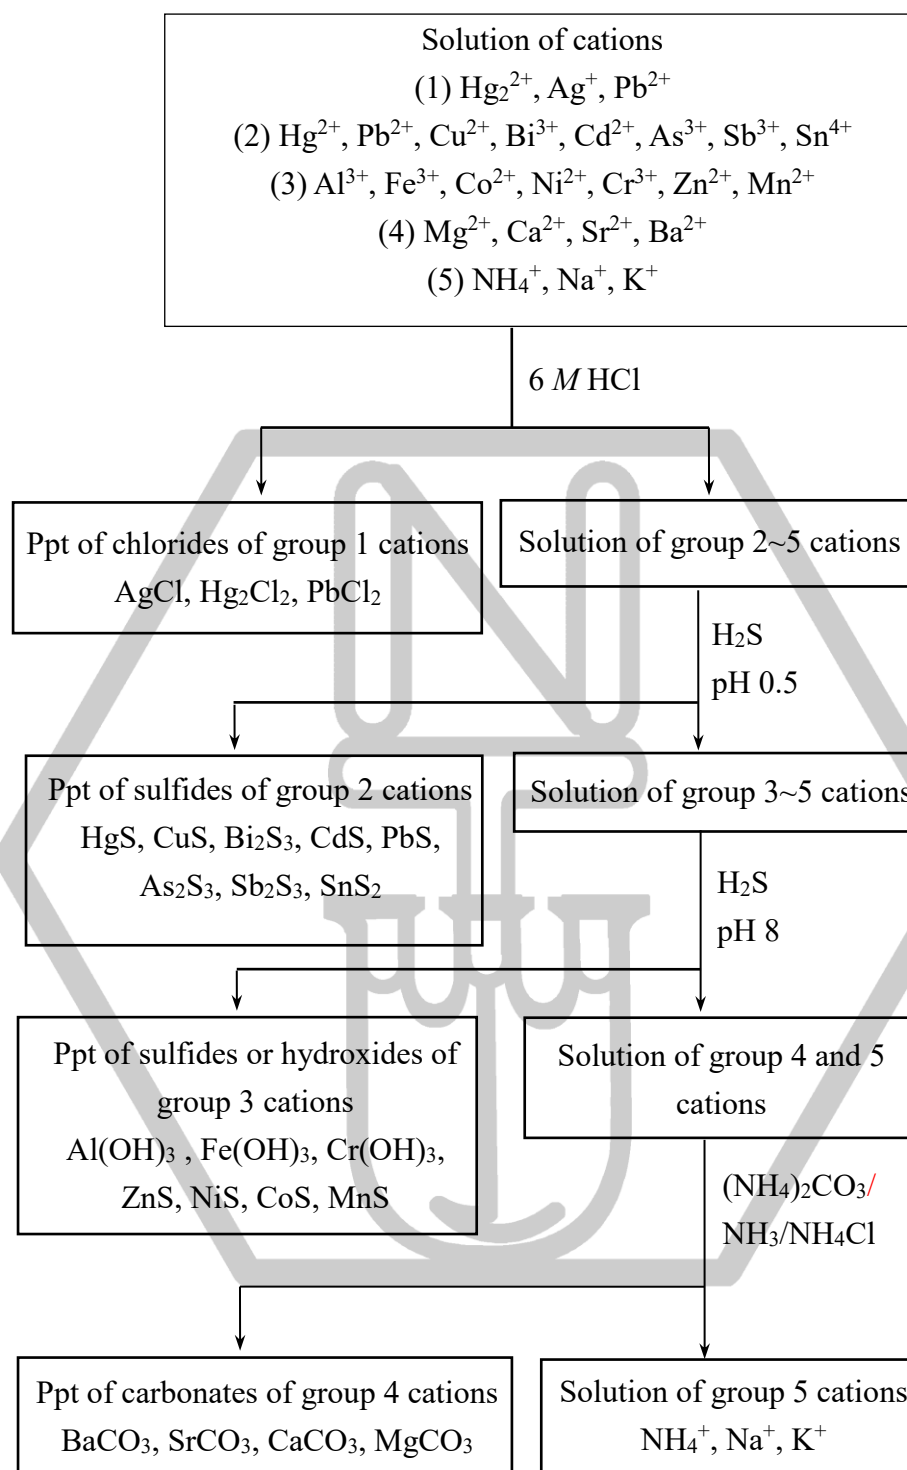 Solution of cations
(1) Hg₂²⁺, Ag⁺, Pb²⁺
(2) Hg²⁺, Pb²⁺, Cu²⁺, Bi³⁺, Cd²⁺, As³⁺, Sb³⁺, Sn⁴⁺
(3) Al³⁺, Fe³⁺, Co²⁺, Ni²⁺, Cr³⁺, Zn²⁺, Mn²⁺
(4) Mg²⁺, Ca²⁺, Sr²⁺, Ba²⁺
(5) NH₄⁺, Na⁺, K⁺
6 M HCl
Ppt of chlorides of group 1 cations
AgCl, Hg₂Cl₂, PbCl₂
Solution of group 2~5 cations
H₂S
pH 0.5
Ppt of sulfides of group 2 cations
HgS, CuS, Bi₂S₃, CdS, PbS,
As₂S₃, Sb₂S₃, SnS₂
Solution of group 3~5 cations
H₂S
pH 8
Ppt of sulfides or hydroxides of
group 3 cations
Al(OH)₃ , Fe(OH)₃, Cr(OH)₃,
ZnS, NiS, CoS, MnS
Solution of group 4 and 5
cations
(NH₄)₂CO₃/
NH₃/NH₄Cl
Ppt of carbonates of group 4 cations
BaCO₃, SrCO₃, CaCO₃, MgCO₃
Solution of group 5 cations
NH₄⁺, Na⁺, K⁺